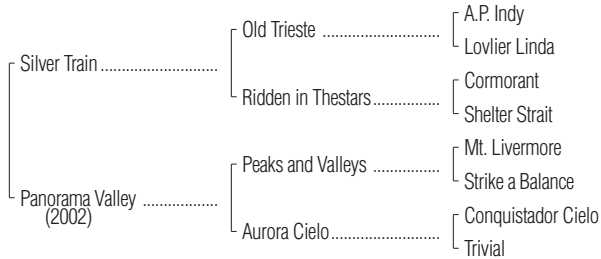 A.P. Indy
Old Trieste
Lovlier Linda
Silver Train
Cormorant
Ridden in Thestars
Shelter Strait
Mt. Livermore
Peaks and Valleys
Strike a Balance
Panorama Valley
(2002)
Conquistador Cielo
Aurora Cielo
Trivial